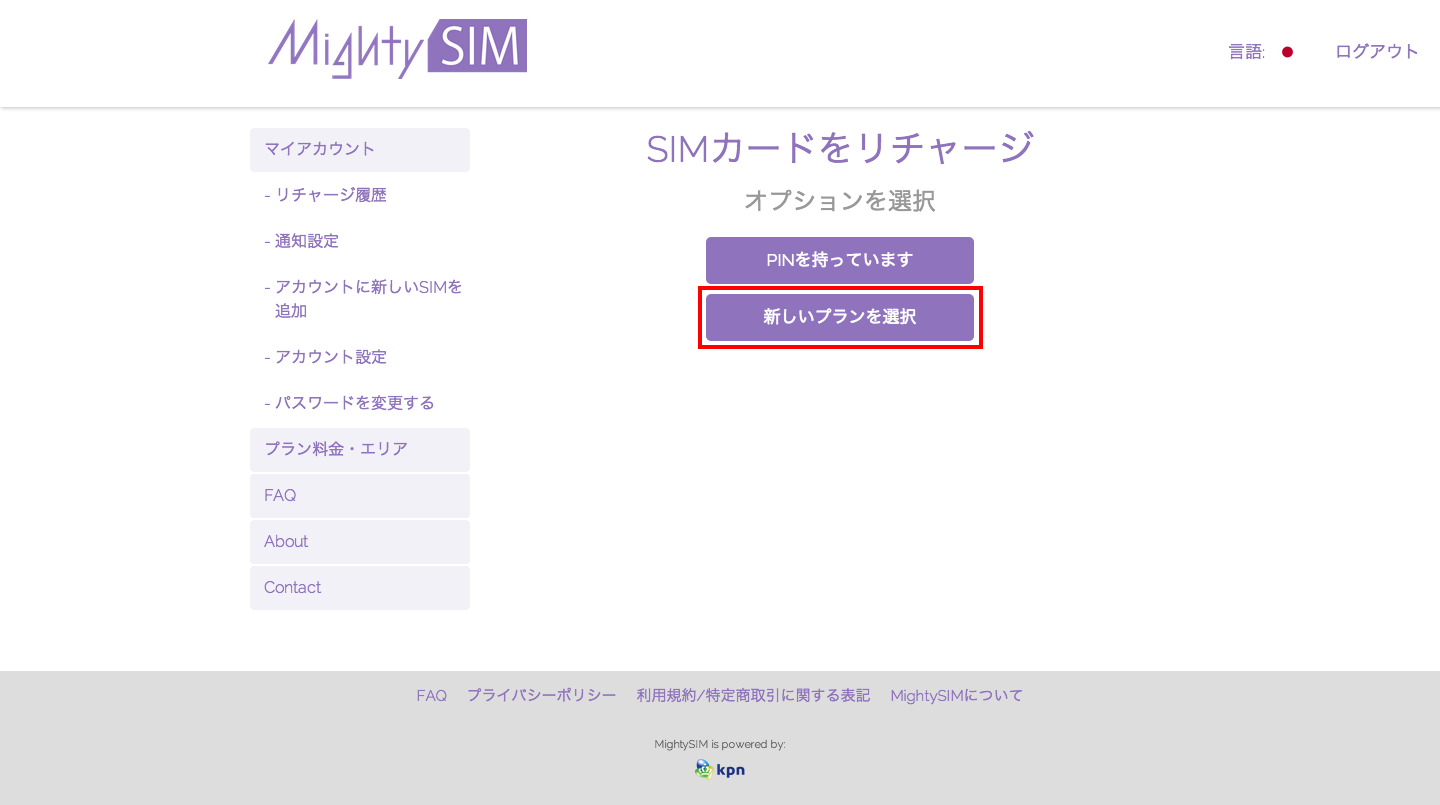 MightySIM
言語:
ログアウト
マイアカウント
- リチャージ履歴
- 通知設定
- アカウントに新しいSIMを
追加
- アカウント設定
- パスワードを変更する
プラン料金・エリア
FAQ
About
Contact
SIMカードをリチャージ
オプションを選択
PINを持っています
新しいプランを選択
FAQ プライバシーポリシー 利用規約/特定商取引に関する表記 MightySIMについて
MightySIM is powered by:
kpn